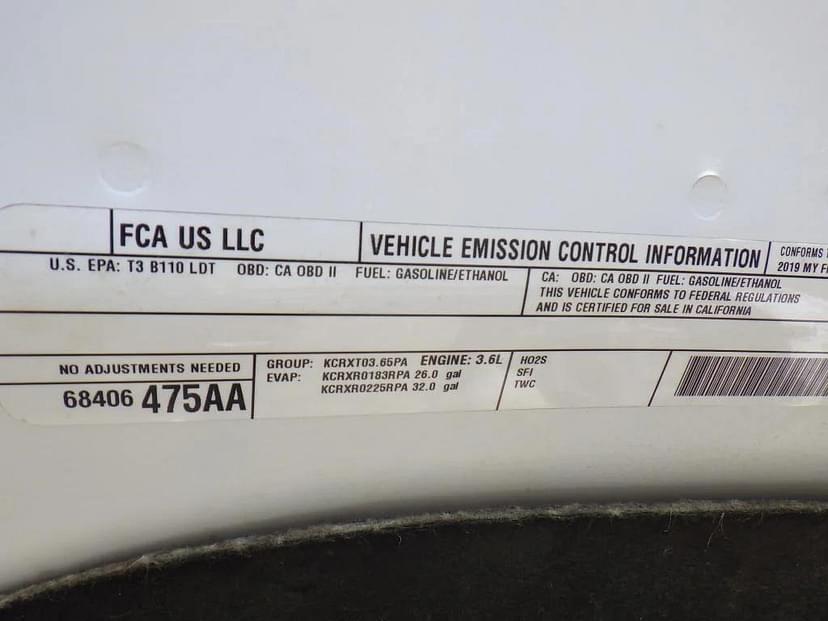 FCA US LLC
VEHICLE EMISSION CONTROL INFORMATION
CONFORMS
2019 MY
U.S. EPA: T3 B110 LDT OBD: CA OBD II FUEL: GASOLINE/ETHANOL
CA: OBD: CA OBD II FUEL: GASOLINE/ETHANOL
THIS VEHICLE CONFORMS TO FEDERAL REGULATIONS
AND IS CERTIFIED FOR SALE IN CALIFORNIA
NO ADJUSTMENTS NEEDED
68406 475AA
GROUP: KCRXT03.65PA ENGINE: 3.6L
EVAP: KCRXR0183RPA 26.0 gal
KCRXR0225RPA 32.0 gal
HO2S
SFI
TWC